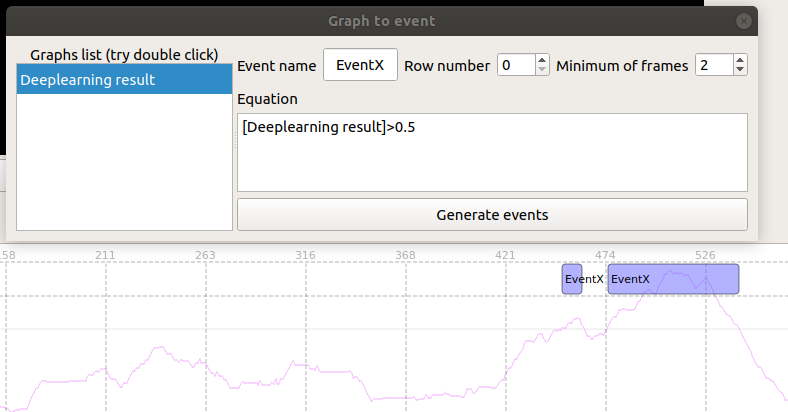 Graph to event
Graphs list (try double click)
Deeplearning result
Event name EventX Row number 0 Minimum of frames 2
Equation
[Deeplearning result]>0.5
Generate events
158 211 263 316 368 421 474 526
EventX EventX